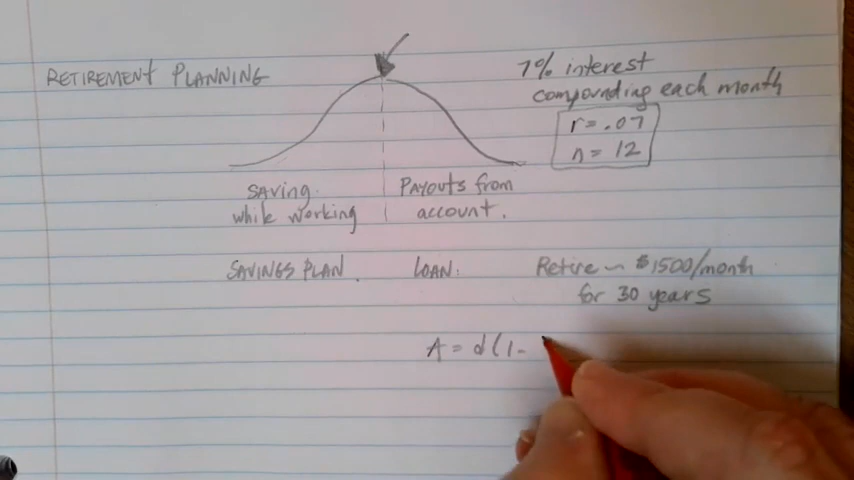 RETIREMENT PLANNING
7% interest
compounding each month
r = .07
n = 12
SAVING
while working
PAYOUTS from
account.
SAVINGS PLAN.
LOAN:
Retire — $1500/month
for 30 years
A = d(1-